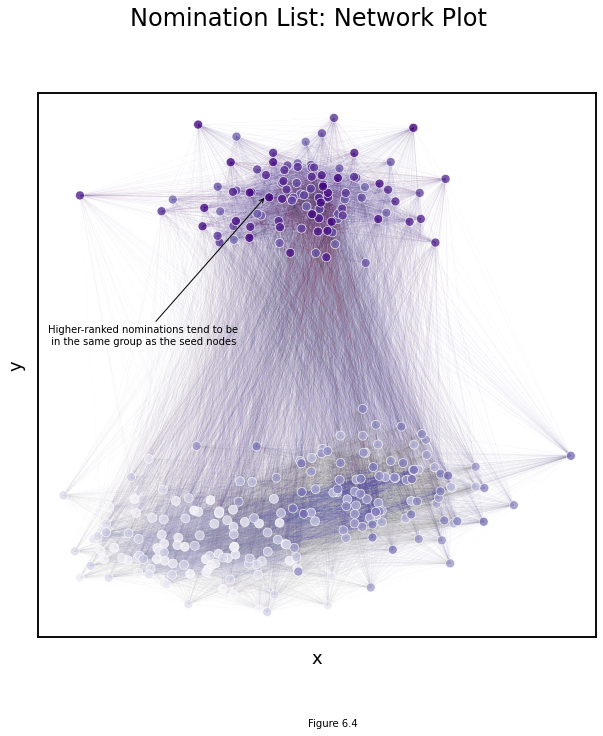 Nomination List: Network Plot
Higher-ranked nominations tend to be
in the same group as the seed nodes
y
x
Figure 6.4